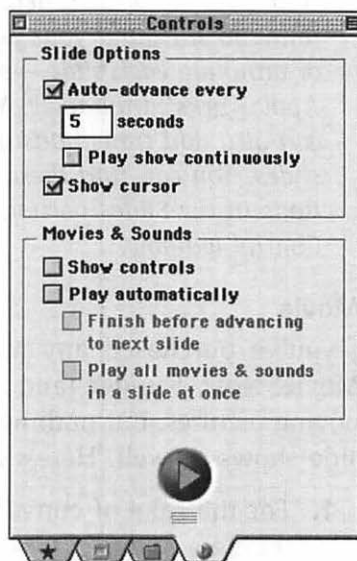 Controls
Slide Options
Auto-advance every
5 seconds
Play show continuously
Show cursor
Movies & Sounds
Show controls
Play automatically
Finish before advancing
to next slide
Play all movies & sounds
in a slide at once